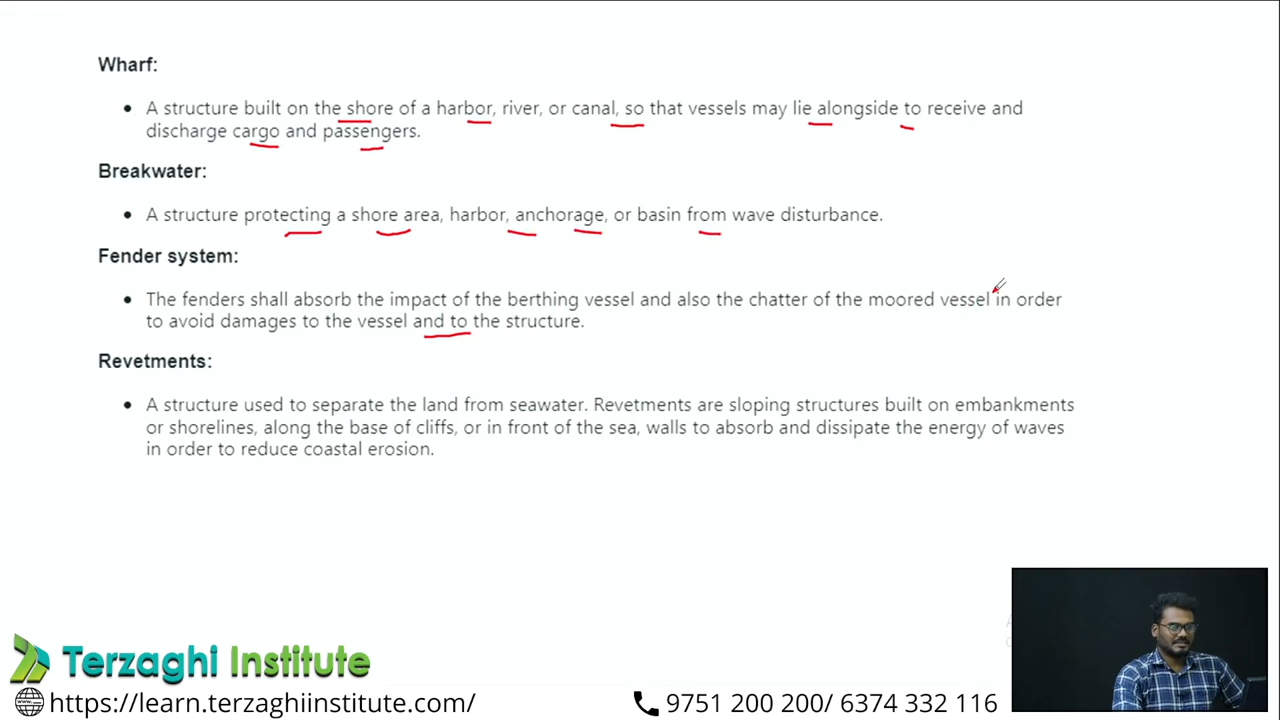 Wharf:
• A structure built on the shore of a harbor, river, or canal, so that vessels may lie alongside to receive and
discharge cargo and passengers.
Breakwater:
• A structure protecting a shore area, harbor, anchorage, or basin from wave disturbance.
Fender system:
• The fenders shall absorb the impact of the berthing vessel and also the chatter of the moored vessel in order
to avoid damages to the vessel and to the structure.
Revetments:
• A structure used to separate the land from seawater. Revetments are sloping structures built on embankments
or shorelines, along the base of cliffs, or in front of the sea, walls to absorb and dissipate the energy of waves
in order to reduce coastal erosion.
Terzaghi Institute
https://learn.terzaghiinstitute.com/
9751 200 200/ 6374 332 116